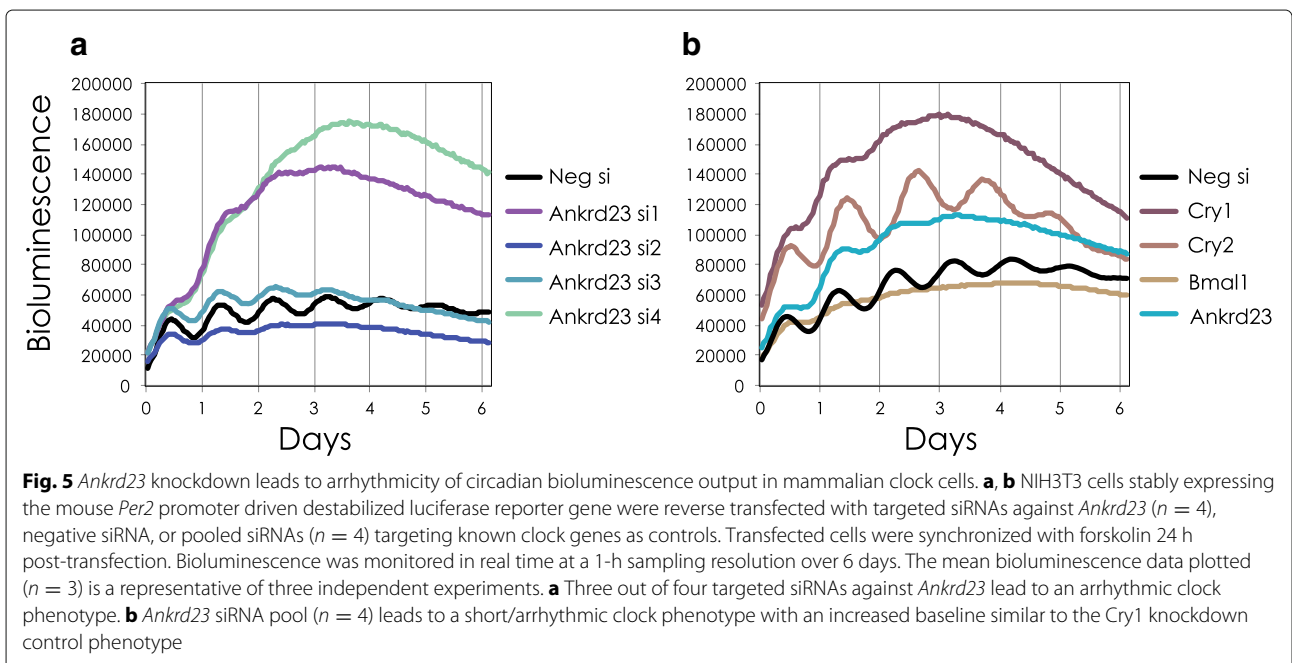 a
200000
180000
160000
140000
120000
100000
80000
60000
40000
20000
0
Bioluminescence
0 1 2 3 4 5 6
Days
Neg si
Ankrd23 si1
Ankrd23 si2
Ankrd23 si3
Ankrd23 si4
b
200000
180000
160000
140000
120000
100000
80000
60000
40000
20000
0
0 1 2 3 4 5 6
Days
Neg si
Cry1
Cry2
Bmal1
Ankrd23
Fig. 5 Ankrd23 knockdown leads to arrhythmicity of circadian bioluminescence output in mammalian clock cells. a, b NIH3T3 cells stably expressing
the mouse Per2 promoter driven destabilized luciferase reporter gene were reverse transfected with targeted siRNAs against Ankrd23 (n = 4),
negative siRNA, or pooled siRNAs (n = 4) targeting known clock genes as controls. Transfected cells were synchronized with forskolin 24 h
post-transfection. Bioluminescence was monitored in real time at a 1-h sampling resolution over 6 days. The mean bioluminescence data plotted
(n = 3) is a representative of three independent experiments. a Three out of four targeted siRNAs against Ankrd23 lead to an arrhythmic clock
phenotype. b Ankrd23 siRNA pool (n = 4) leads to a short/arrhythmic clock phenotype with an increased baseline similar to the Cry1 knockdown
control phenotype